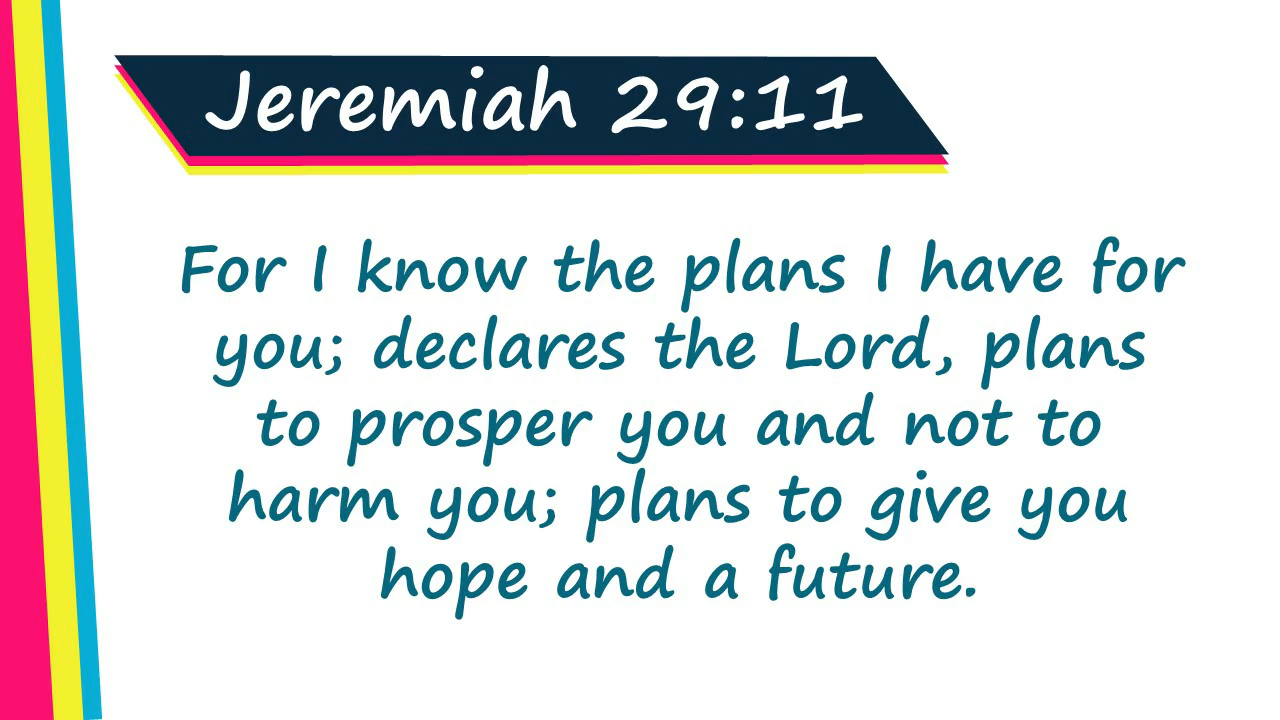 Jeremiah 29:11
For I know the plans I have for
you; declares the Lord, plans
to prosper you and not to
harm you; plans to give you
hope and a future.